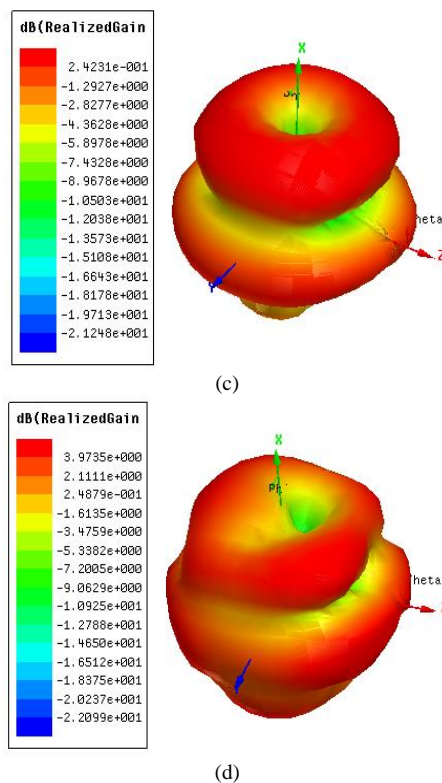 dB(RealizedGain
2.4231e-001
-1.2927e+000
-2.8277e+000
-4.3628e+000
-5.8978e+000
-7.4328e+000
-8.9678e+000
-1.0503e+001
-1.2038e+001
-1.3573e+001
-1.5108e+001
-1.6643e+001
-1.8178e+001
-1.9713e+001
-2.1248e+001
X
heta
Z
(c)
dB(RealizedGain
3.9735e+000
2.1111e+000
2.4879e-001
-1.6135e+000
-3.4759e+000
-5.3382e+000
-7.2005e+000
-9.0629e+000
-1.0925e+001
-1.2788e+001
-1.4650e+001
-1.6512e+001
-1.8375e+001
-2.0237e+001
-2.2099e+001
X
heta
(d)